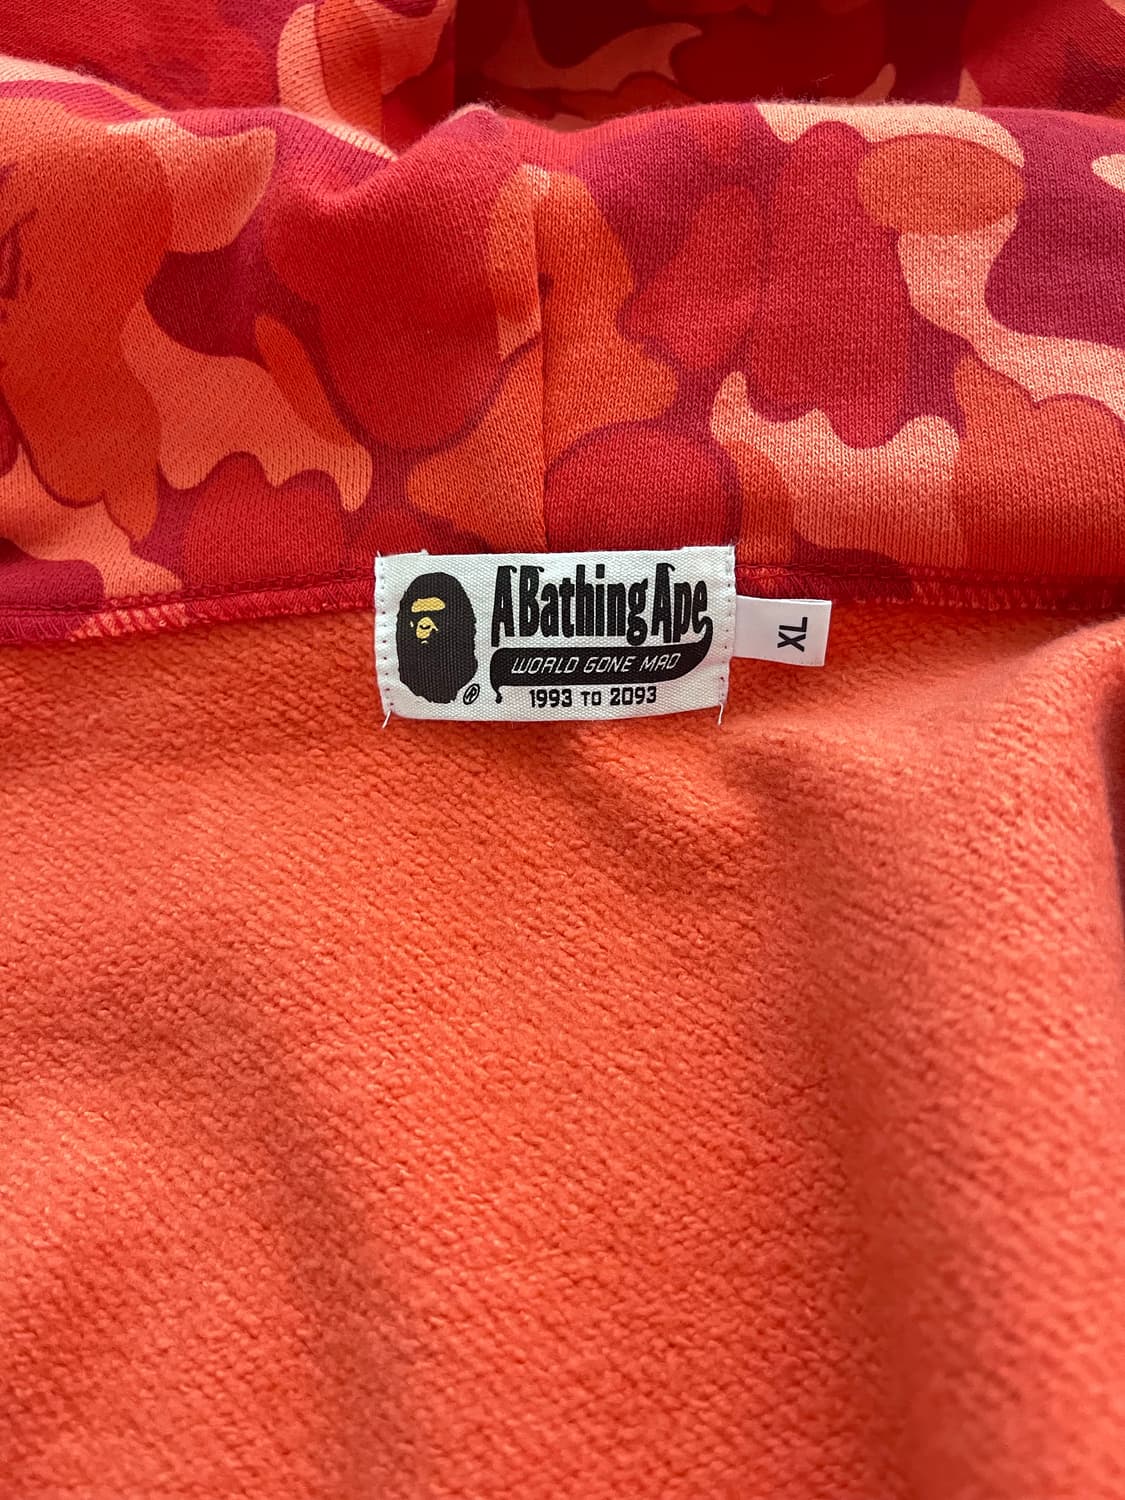 A Bathing Ape
WORLD GONE MAD
1993 TO 2093
®
XL